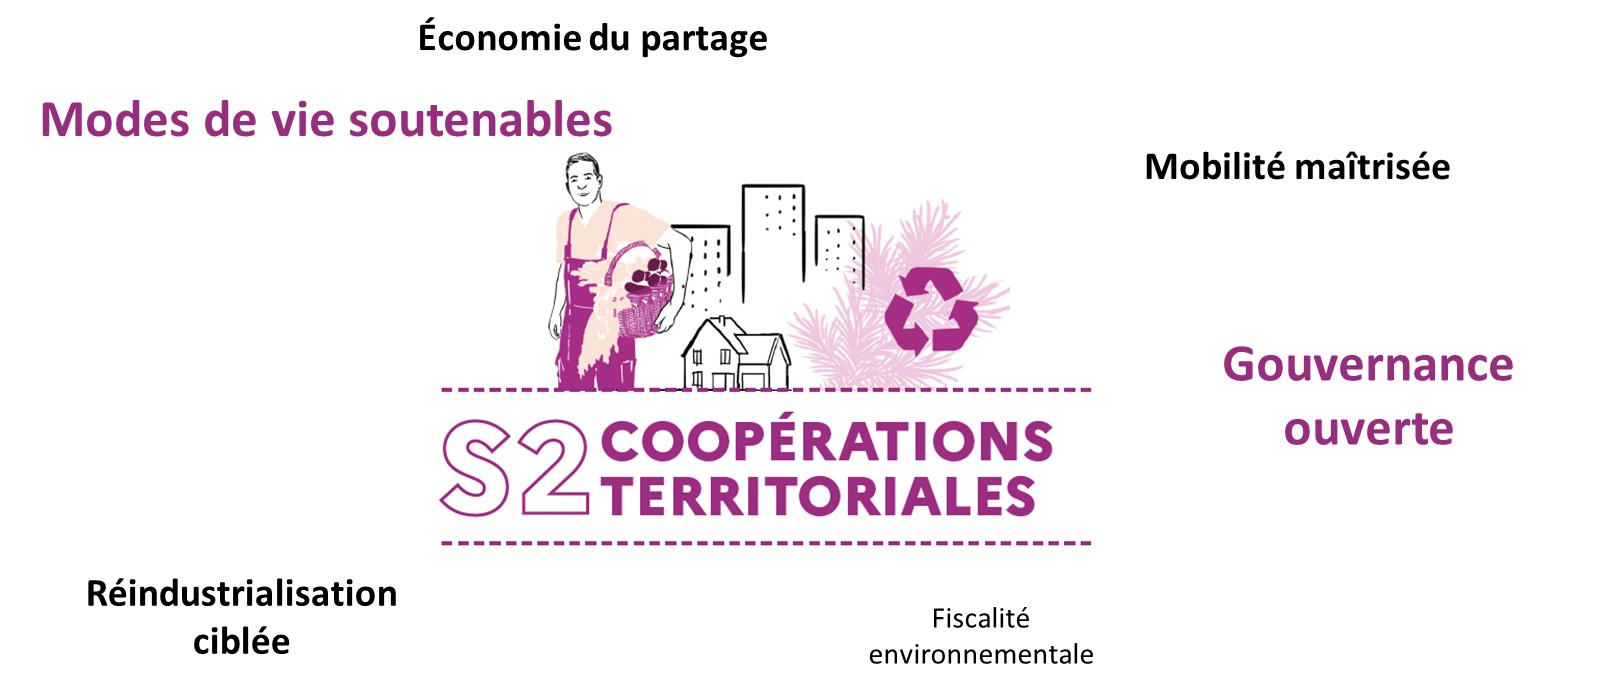 Économie du partage
Modes de vie soutenables
Mobilité maîtrisée
Gouvernance
ouverte
S2 COOPÉRATIONS
TERRITORIALES
Réindustrialisation
ciblée
Fiscalité
environnementale